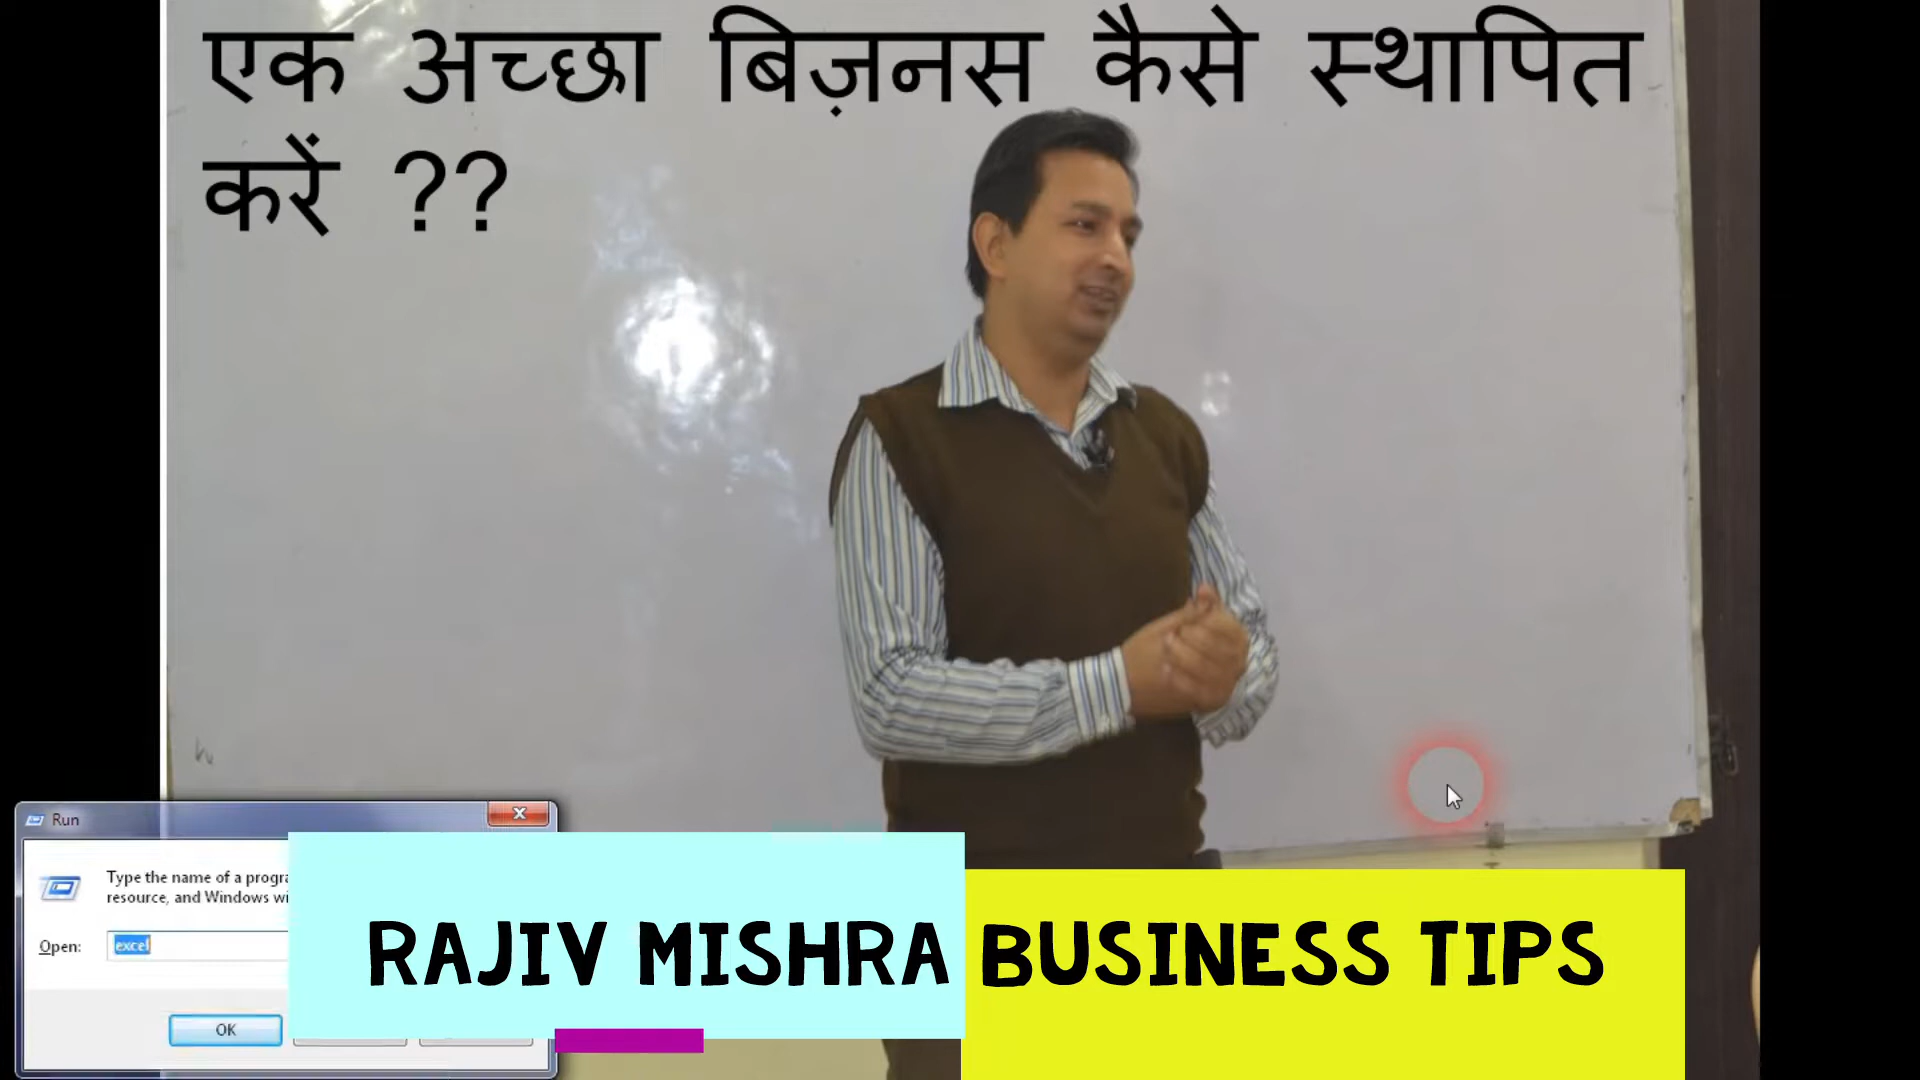 एक अच्छा बिज़नस कैसे स्थापित
करें ??
Run
Type the name of a progra
resource, and Windows wi
Open: excel
OK
RAJIV MISHRA BUSINESS TIPS